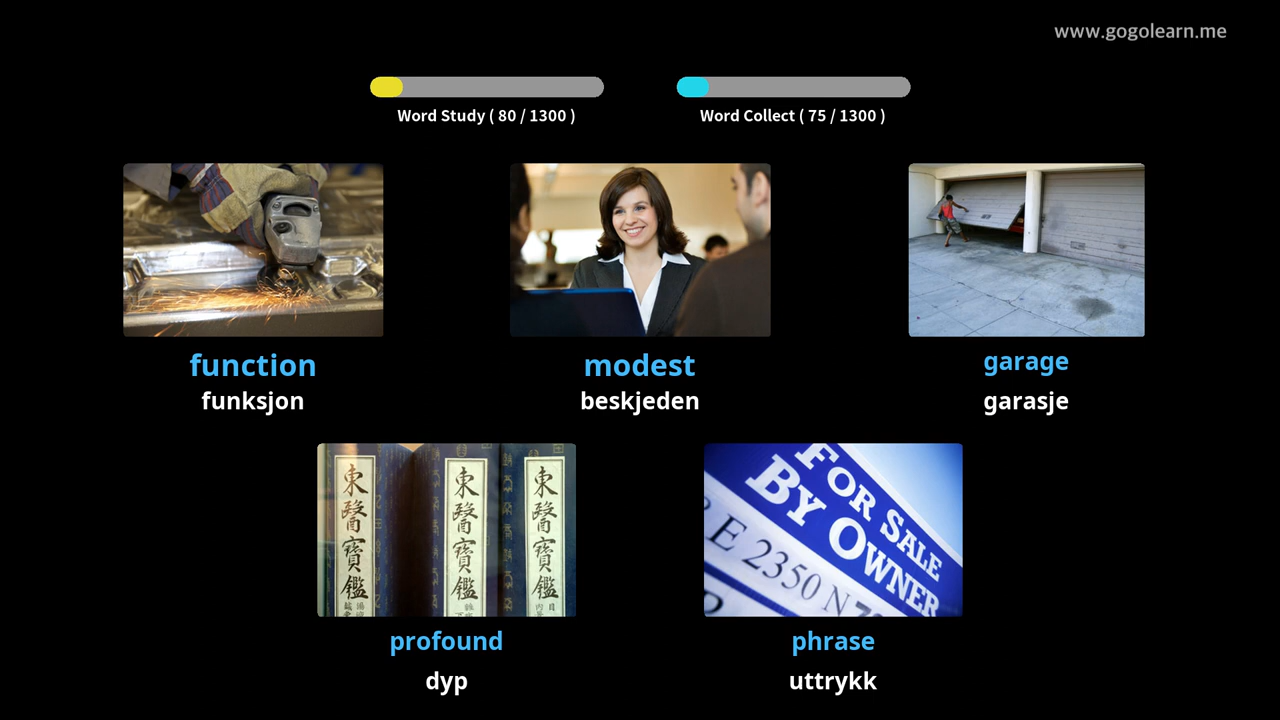 www.gogolearn.me
Word Study ( 80 / 1300 )
Word Collect ( 75 / 1300 )
function
funksjon
modest
beskjeden
garage
garasje
東醫寶鑑
東醫寶鑑
東醫寶鑑
FOR SALE
BY OWNER
E 2350 N
profound
dyp
phrase
uttrykk